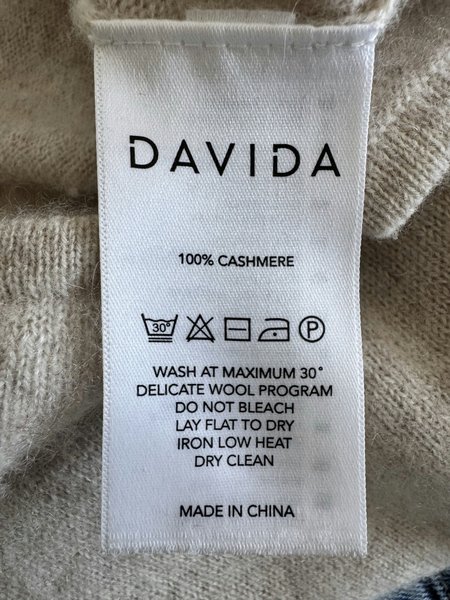 DAVIDA
100% CASHMERE
30° P
WASH AT MAXIMUM 30°
DELICATE WOOL PROGRAM
DO NOT BLEACH
LAY FLAT TO DRY
IRON LOW HEAT
DRY CLEAN
MADE IN CHINA